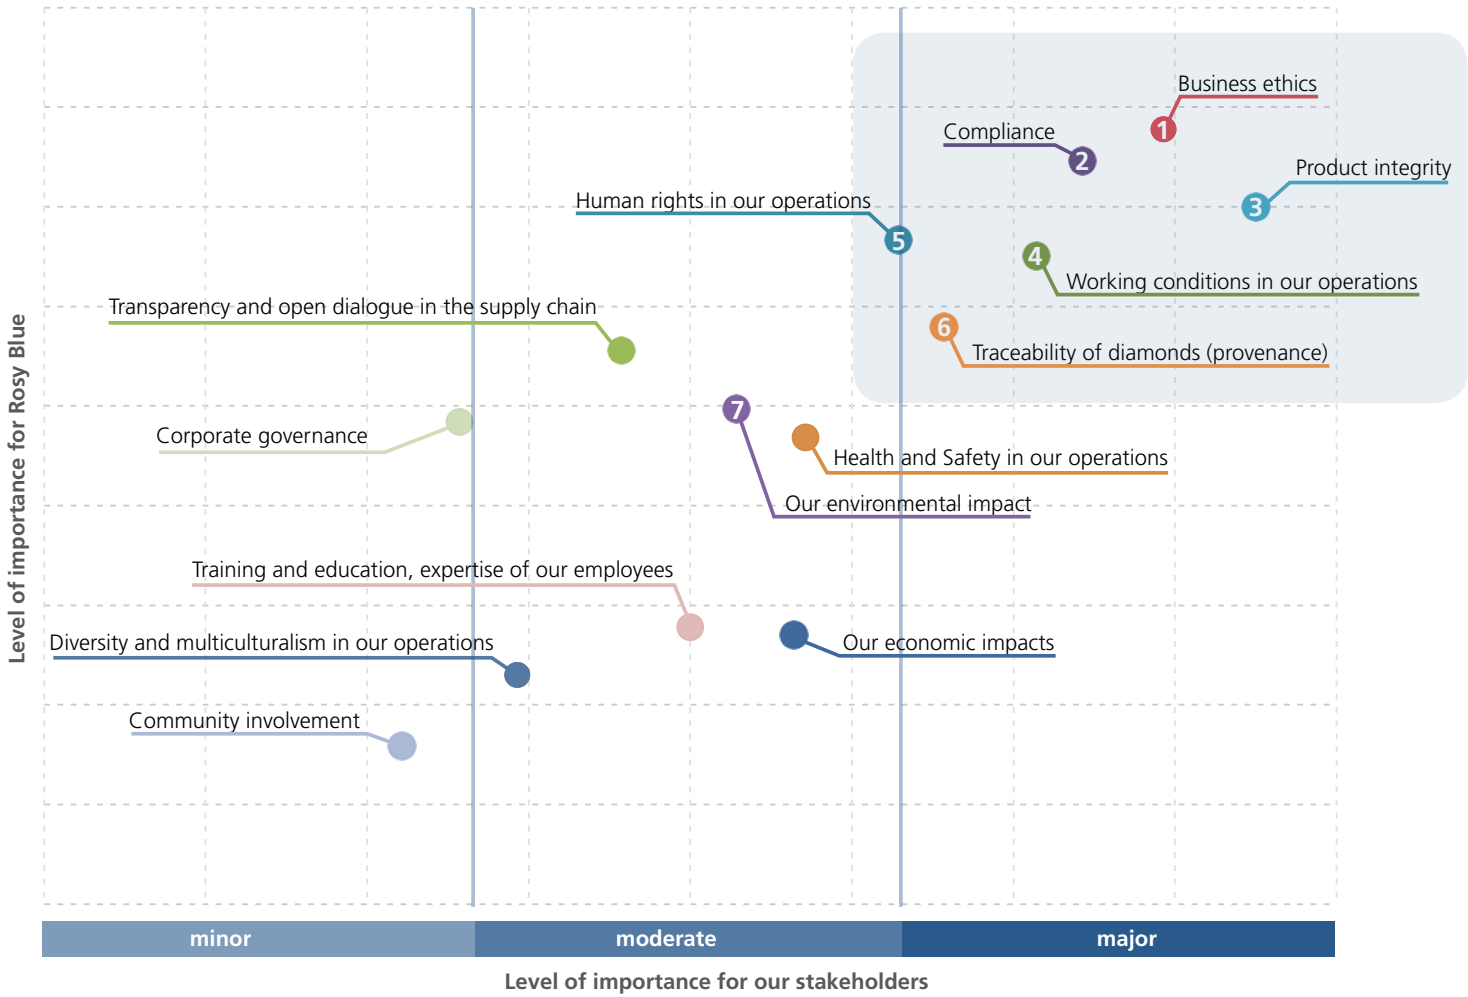 Business ethics
1
Compliance
2
Product integrity
3
Human rights in our operations
5
4
Working conditions in our operations
Transparency and open dialogue in the supply chain
6
Traceability of diamonds (provenance)
Level of importance for Rosy Blue
7
Corporate governance
Health and Safety in our operations
Our environmental impact
Training and education, expertise of our employees
Diversity and multiculturalism in our operations
Our economic impacts
Community involvement
minor
moderate
major
Level of importance for our stakeholders